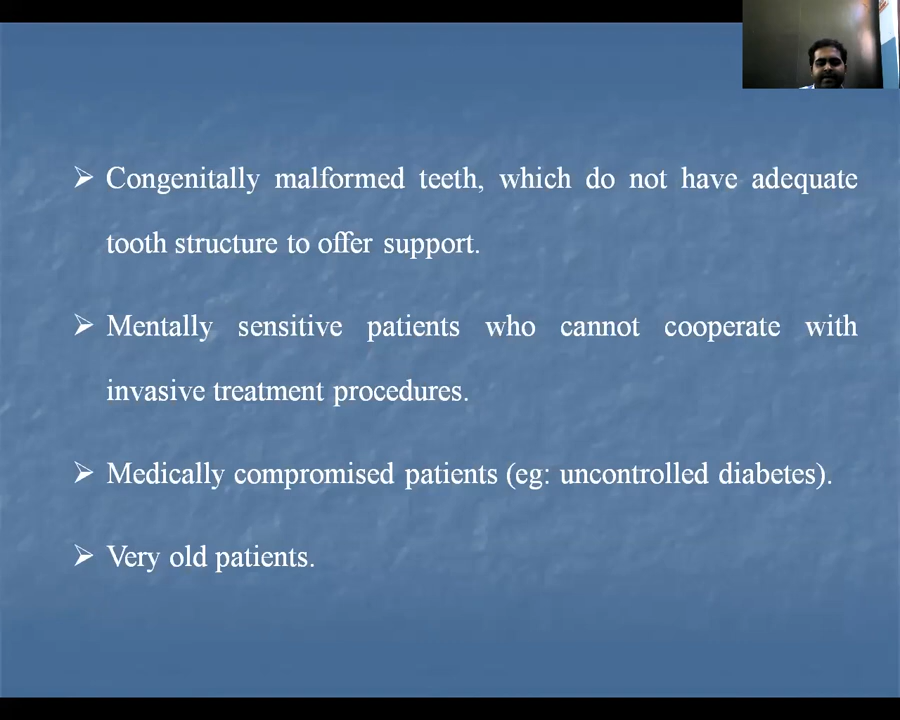 Congenitally malformed teeth, which do not have adequate
tooth structure to offer support.
Mentally sensitive patients who cannot cooperate with
invasive treatment procedures.
Medically compromised patients (eg: uncontrolled diabetes).
Very old patients.